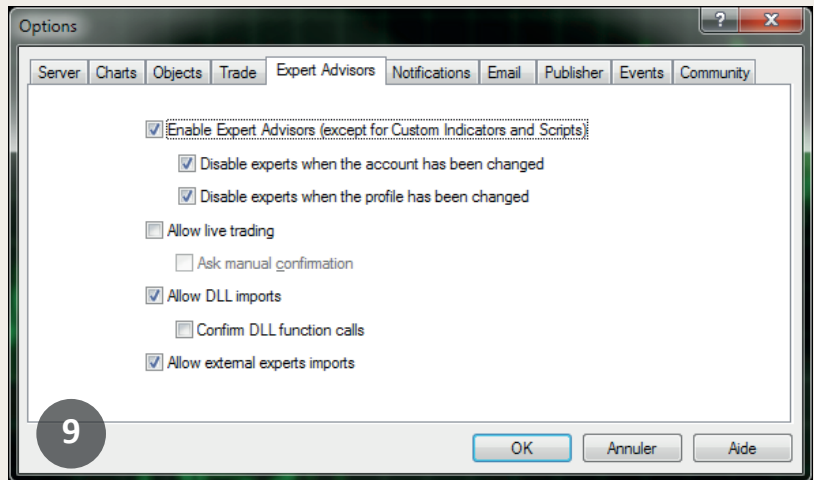 Options
Server Charts Objects Trade Expert Advisors Notifications Email Publisher Events Community
Enable Expert Advisors (except for Custom Indicators and Scripts)
Disable experts when the account has been changed
Disable experts when the profile has been changed
Allow live trading
Ask manual confirmation
Allow DLL imports
Confirm DLL function calls
Allow external experts imports
9
OK Annuler Aide